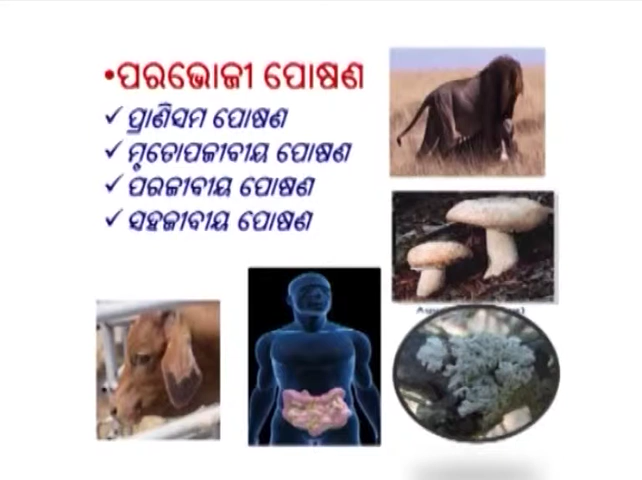 •ପରଭୋଜୀ ପୋଷଣ
✓ ପ୍ରାଣିସମ ପୋଷଣ
✓ ମୃତୋପଜୀବୀୟ ପୋଷଣ
✓ ପରଜୀବୀୟ ପୋଷଣ
✓ ସହଜୀବୀୟ ପୋଷଣ